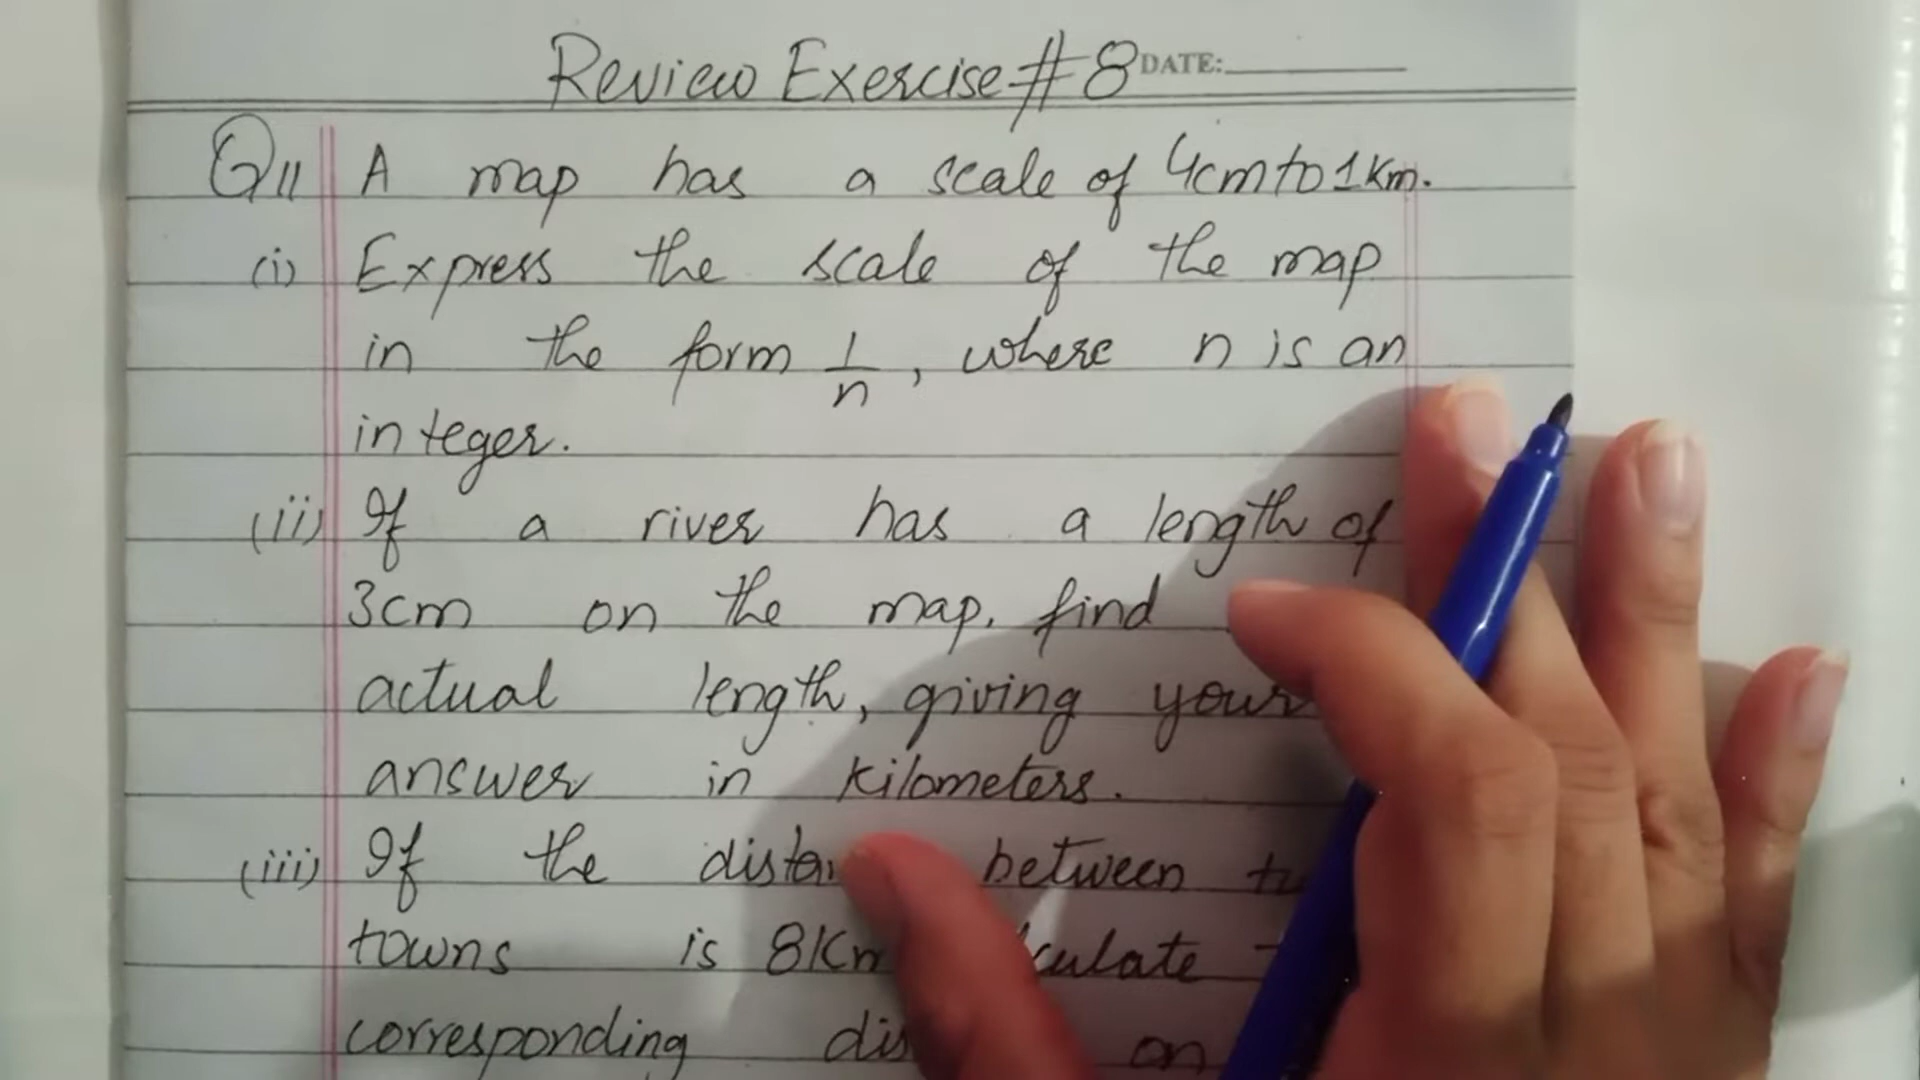 Review Exercise # 8 DATE:
Q11 A map has a scale of 4cm to 1Km.
(i) Express the scale of the map
in the form 1/n, where n is an
integer.
(ii) If a river has a length of
3cm on the map, find
actual length, giving your
answer in kilometers.
(iii) If the between
towns is 8Km
corresponding on